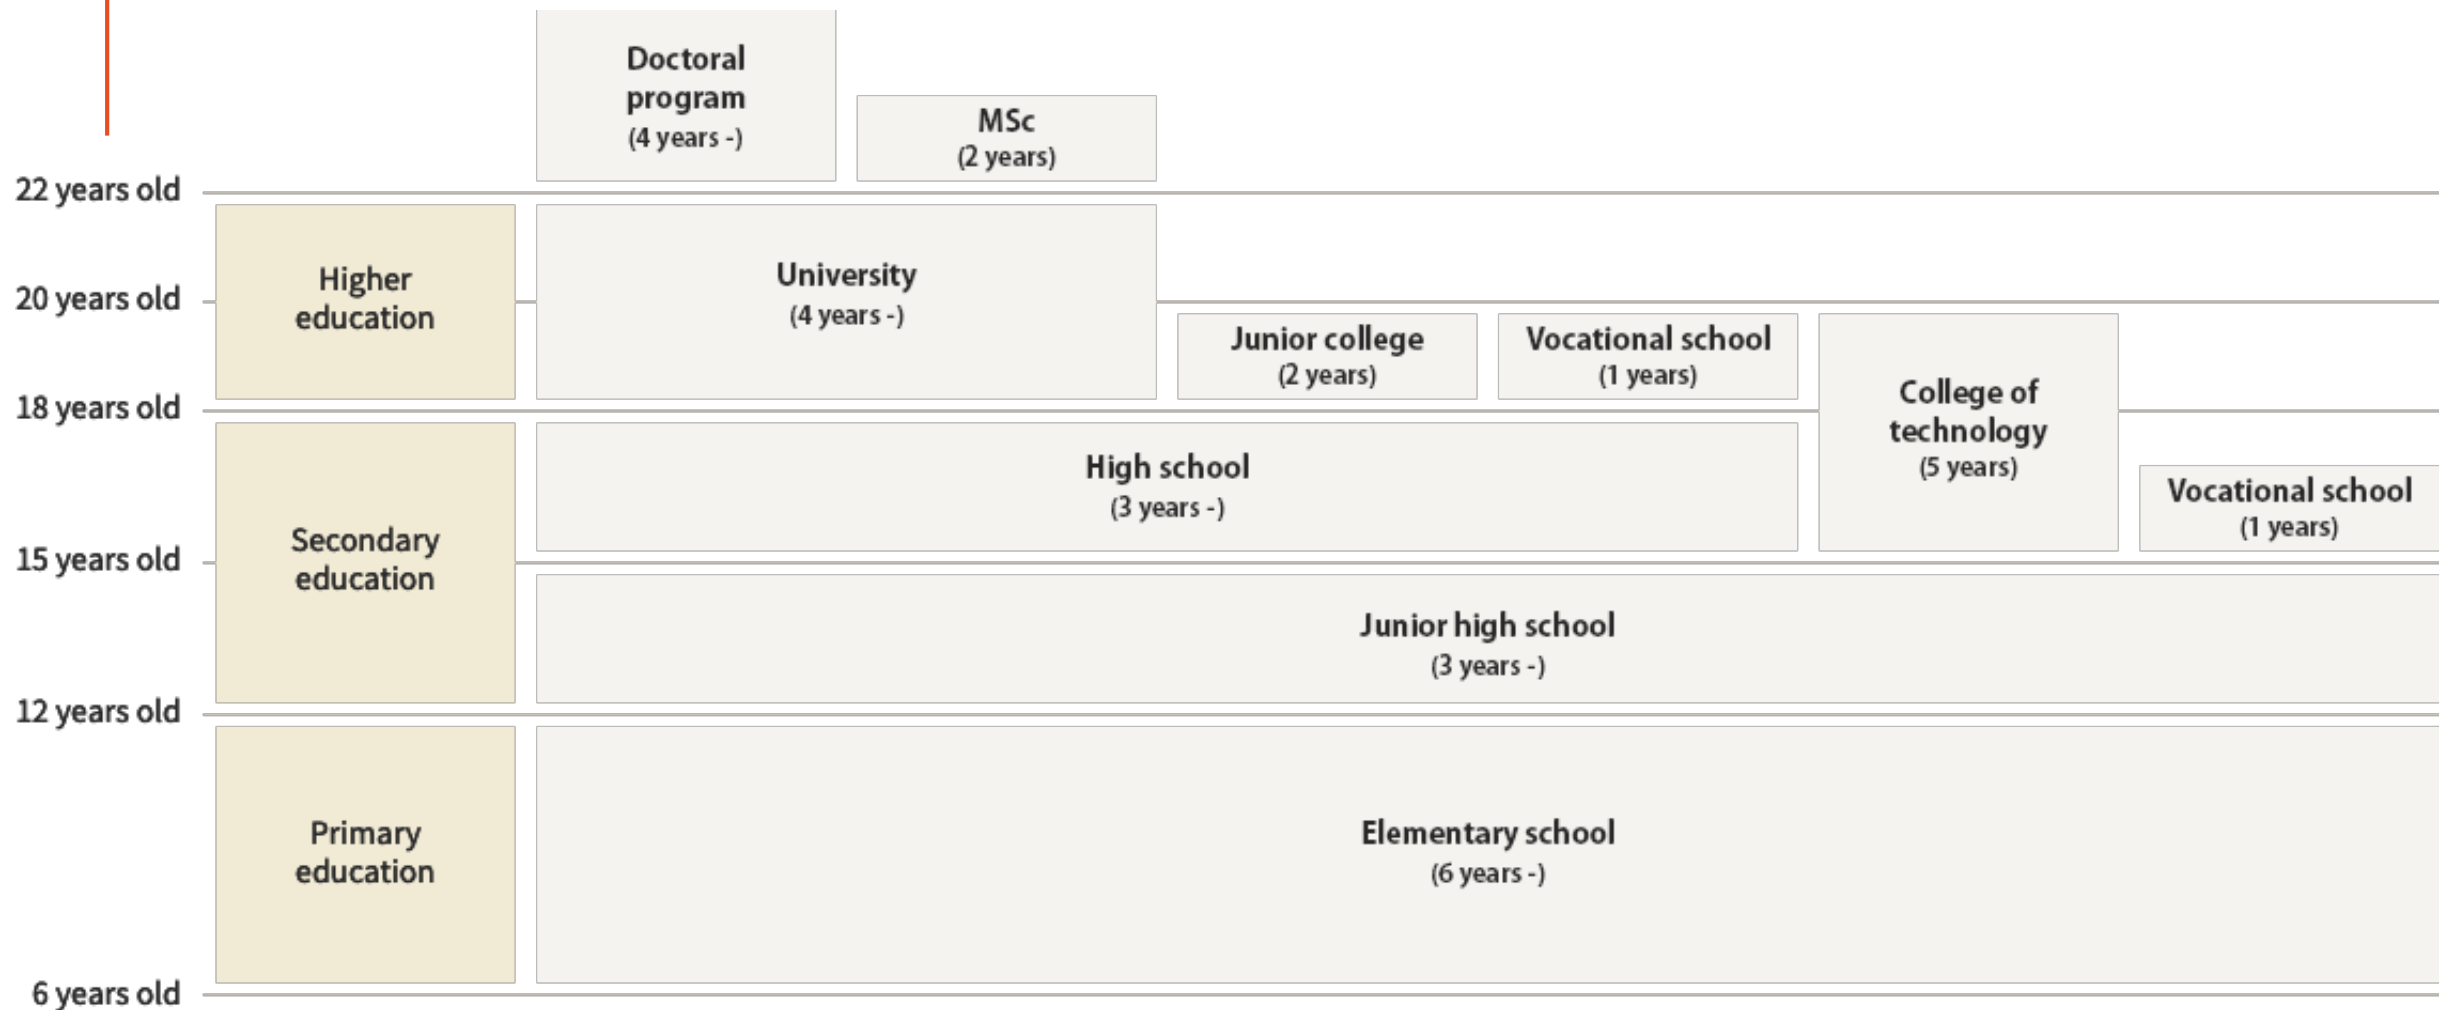 Doctoral
program
(4 years -)
MSc
(2 years)
22 years old
Higher
education
University
(4 years -)
20 years old
Junior college
(2 years)
Vocational school
(1 years)
College of
technology
(5 years)
18 years old
High school
(3 years -)
Vocational school
(1 years)
Secondary
education
15 years old
Junior high school
(3 years -)
12 years old
Primary
education
Elementary school
(6 years -)
6 years old